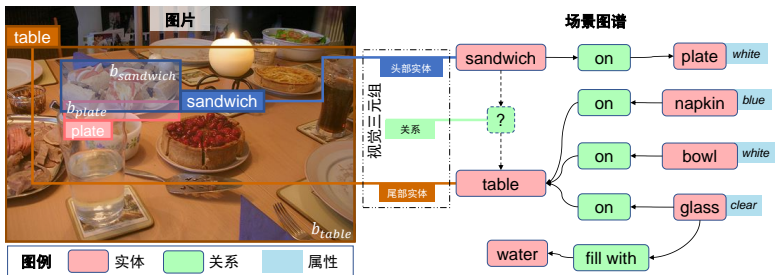 图片
场景图谱
table
b_sandwich
sandwich
b_plate
plate
b_table
视觉三元组
头部实体
关系
尾部实体
sandwich
on
plate
white
?
on
napkin
blue
on
bowl
white
table
on
glass
clear
water
fill with
图例
实体
关系
属性